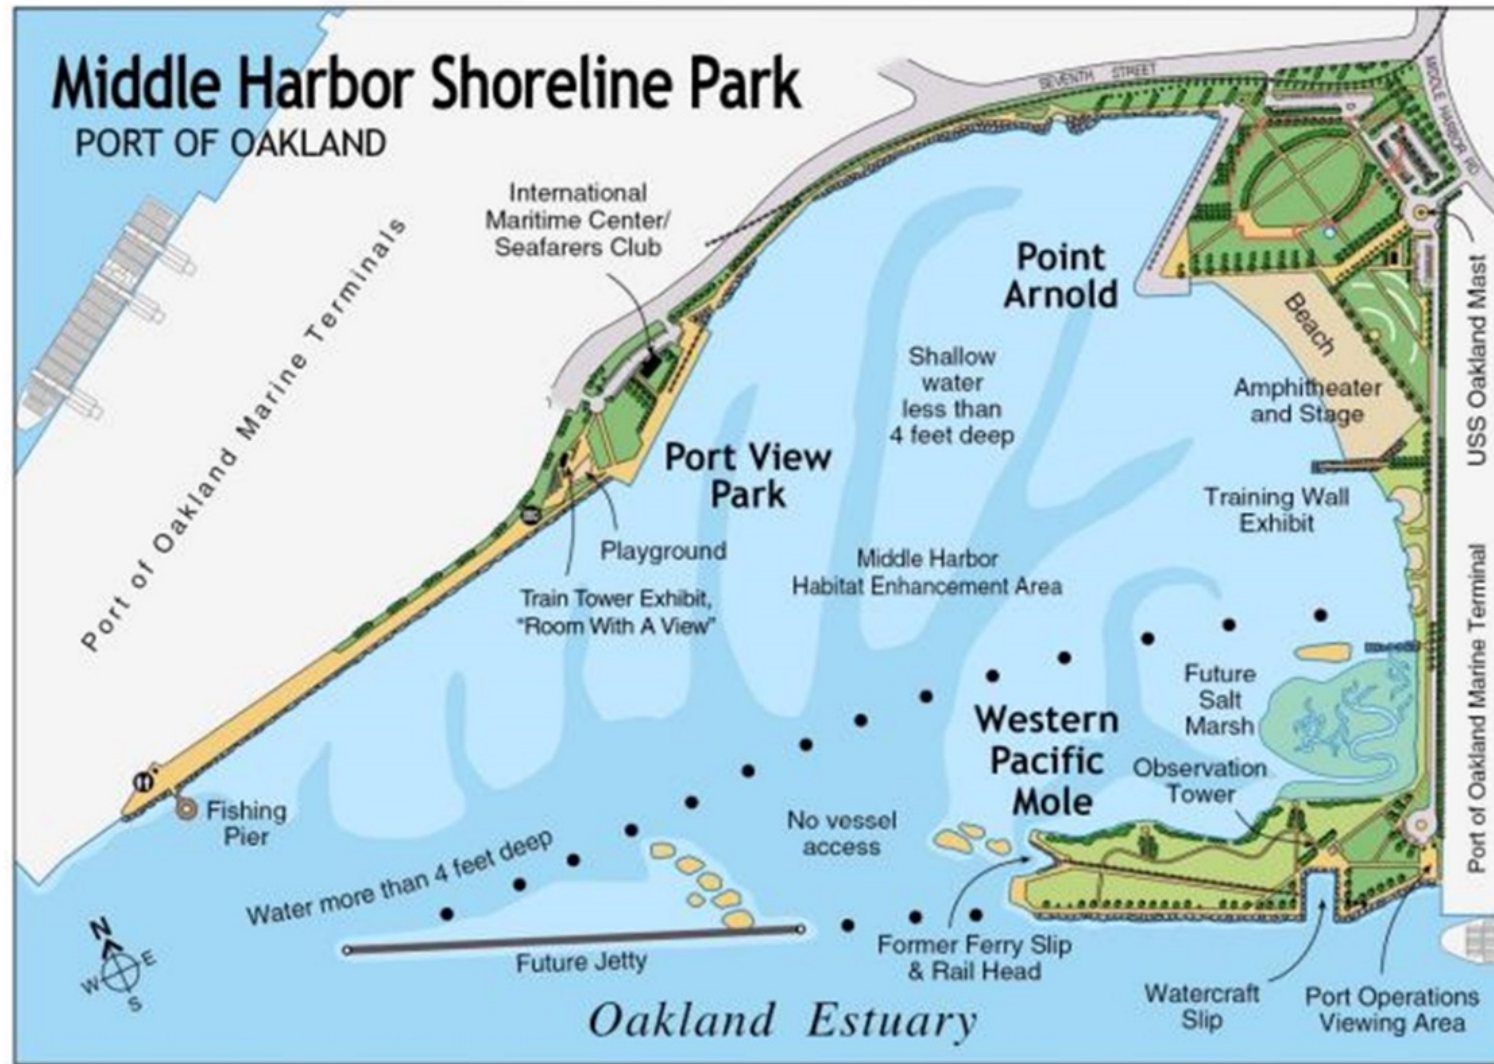 Middle Harbor Shoreline Park
PORT OF OAKLAND
SEVENTH STREET
MIDDLE HARBOR RD
International
Maritime Center/
Seafarers Club
Port of Oakland Marine Terminals
Point
Arnold
Beach
USS Oakland Mast
Shallow
water
less than
4 feet deep
Amphitheater
and Stage
Port View
Park
Training Wall
Exhibit
Playground
Train Tower Exhibit,
"Room With A View"
Middle Harbor
Habitat Enhancement Area
Port of Oakland Marine Terminal
Future
Salt
Marsh
Western
Pacific
Mole
Observation
Tower
Fishing
Pier
No vessel
access
Water more than 4 feet deep
N
E
W
S
Future Jetty
Former Ferry Slip
& Rail Head
Watercraft
Slip
Port Operations
Viewing Area
Oakland Estuary